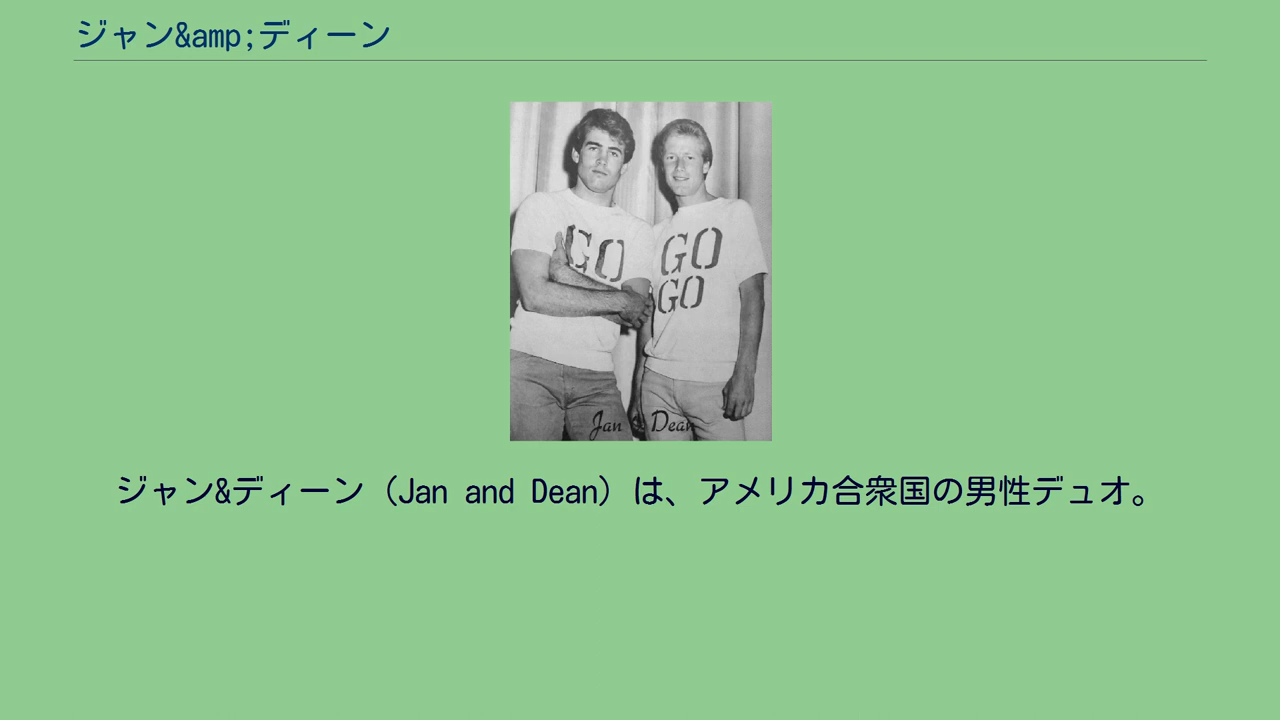 ジャン&amp;ディーン
GO
GO
GO
Jan & Dean
ジャン&ディーン（Jan and Dean）は、アメリカ合衆国の男性デュオ。